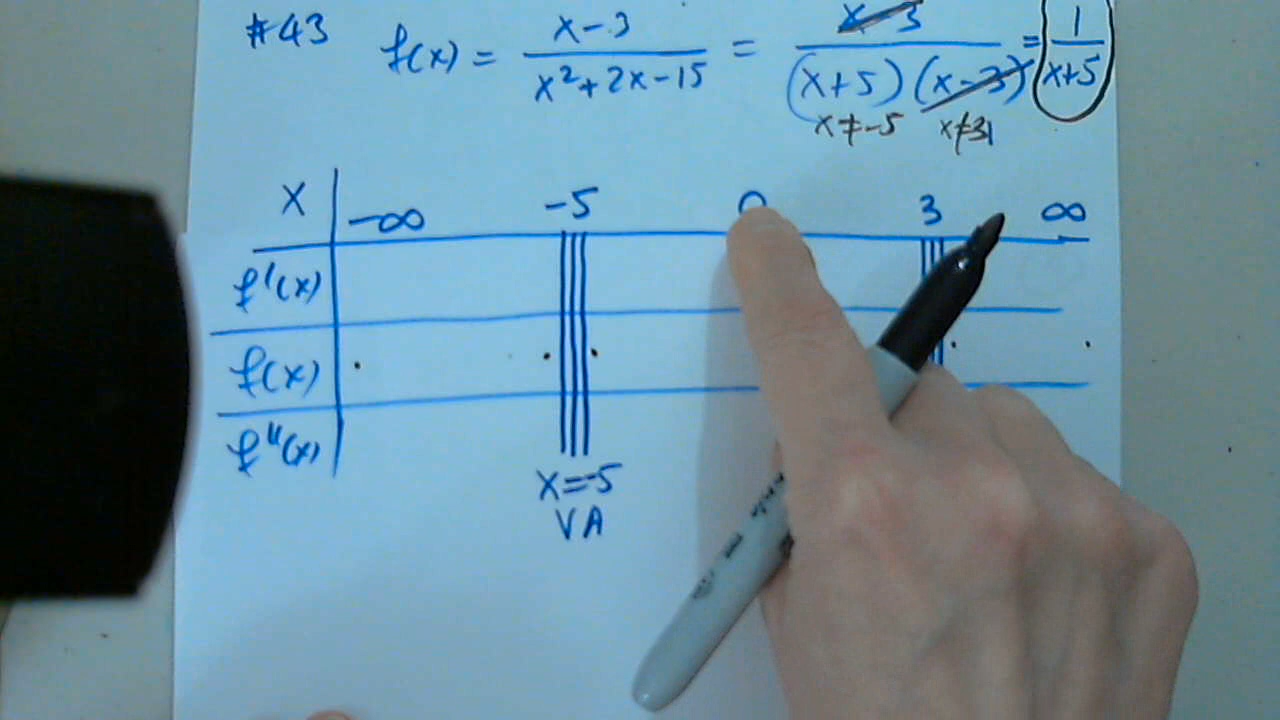 #43 f(x) = x-3 / x²+2x-15 = x-3 / (x+5)(x-3) = 1 / x+5
x≠-5 x≠3
x -∞ -5 0 3 ∞
f'(x)
f(x)
f"(x)
x=-5
VA